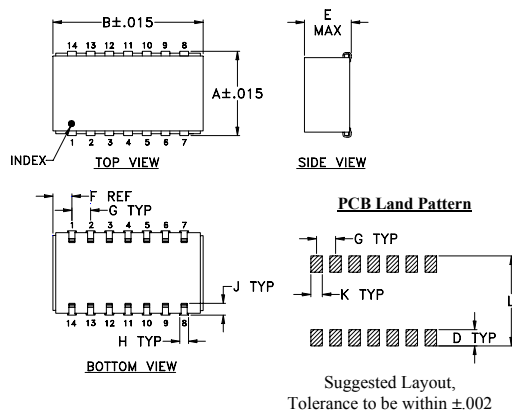 B±.015
14 13 12 11 10 9 8
A±.015
INDEX
1 2 3 4 5 6 7
TOP VIEW
E
MAX
SIDE VIEW
F REF
G TYP
1 2 3 4 5 6 7
J TYP
14 13 12 11 10 9 8
H TYP
BOTTOM VIEW
PCB Land Pattern
G TYP
K TYP
L
D TYP
Suggested Layout,
Tolerance to be within ±.002